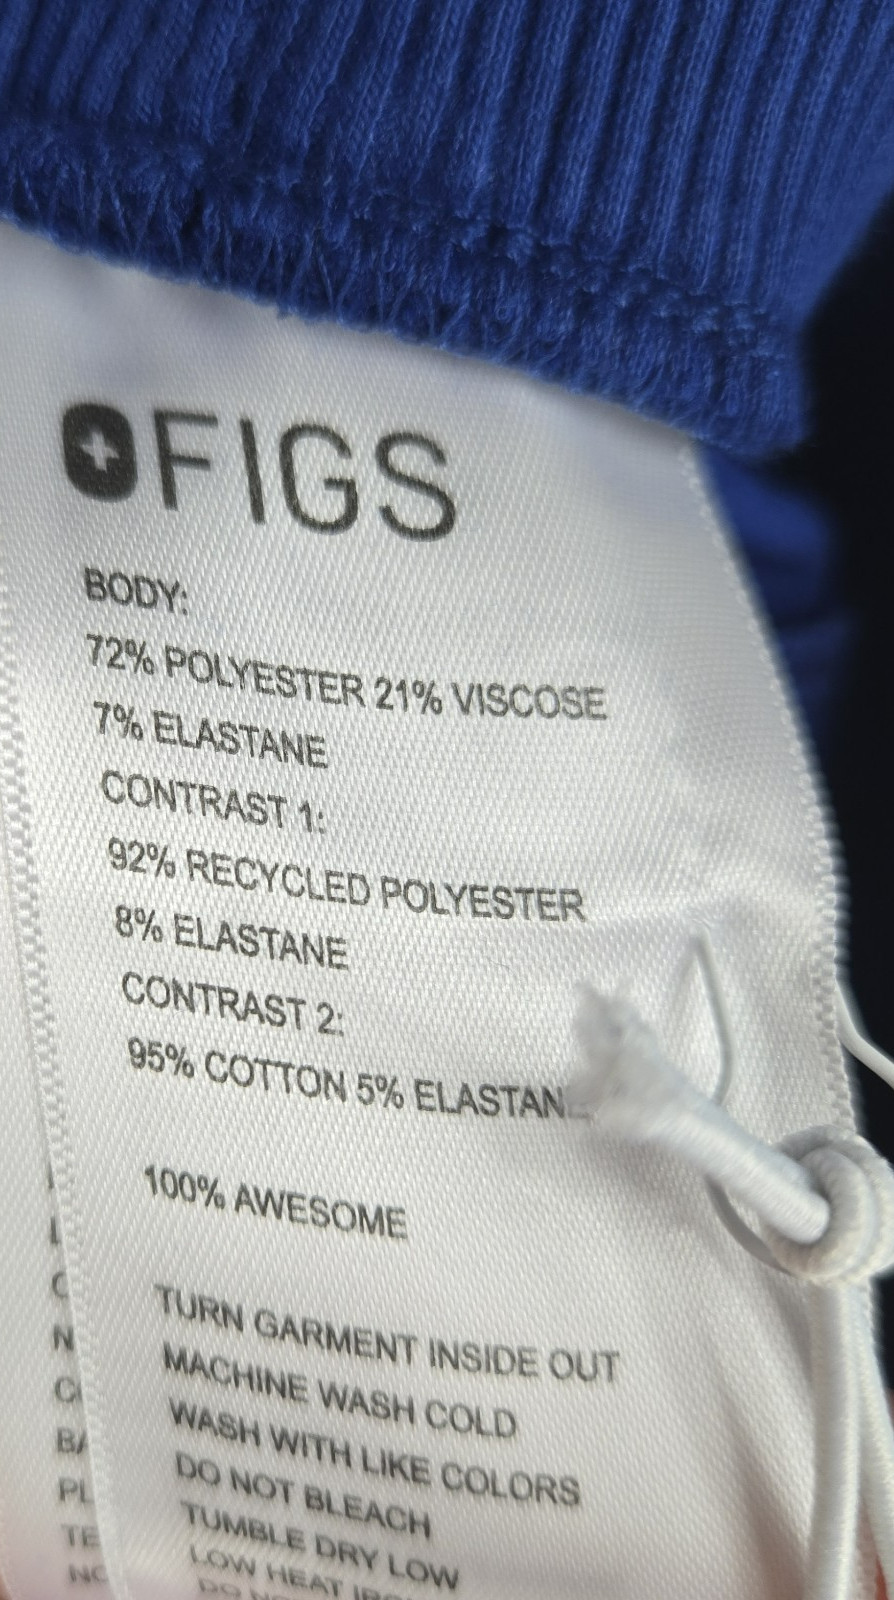 FIGS
BODY:
72% POLYESTER 21% VISCOSE
7% ELASTANE
CONTRAST 1:
92% RECYCLED POLYESTER
8% ELASTANE
CONTRAST 2:
95% COTTON 5%
100% AWESOME
TURN GARMENT INSIDE OUT
MACHINE WASH COLD
WASH WITH LIKE COLORS
DO NOT BLEACH
TUMBLE DRY LOW
LOW HEAT